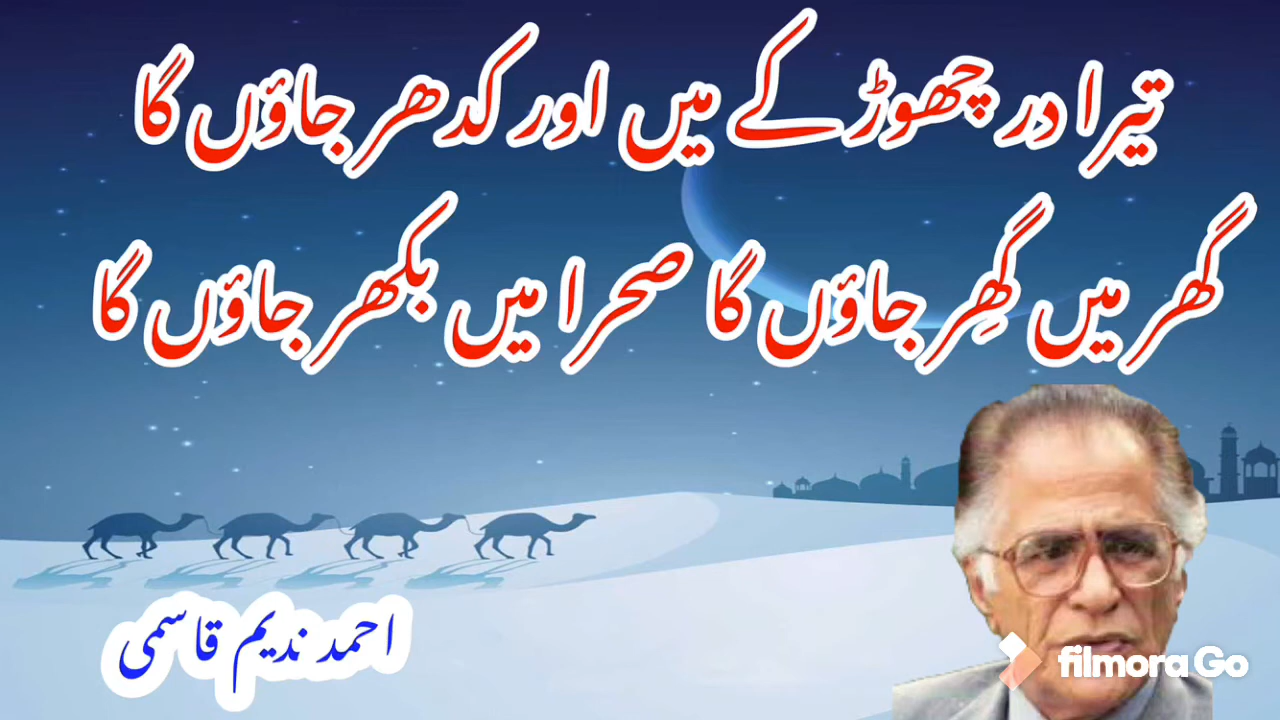 تیرا در چھوڑ کے میں اور کدھر جاؤں گا
گھر میں گھِر جاؤں گا صحرا میں بکھر جاؤں گا
احمد ندیم قاسمی
filmora Go